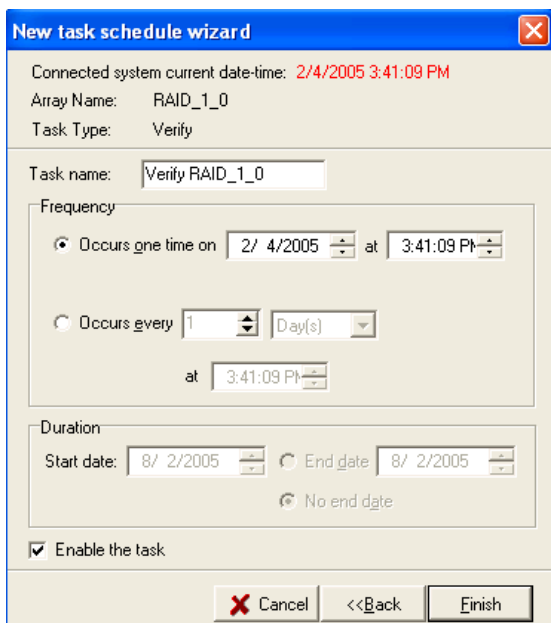 New task schedule wizard
Connected system current date-time: 2/4/2005 3:41:09 PM
Array Name: RAID_1_0
Task Type: Verify
Task name: Verify RAID_1_0
Frequency
Occurs one time on 2/ 4/2005 at 3:41:09 PM
Occurs every 1 Day(s)
at 3:41:09 PM
Duration
Start date: 8/ 2/2005 End date 8/ 2/2005
No end date
Enable the task
Cancel <<Back Finish